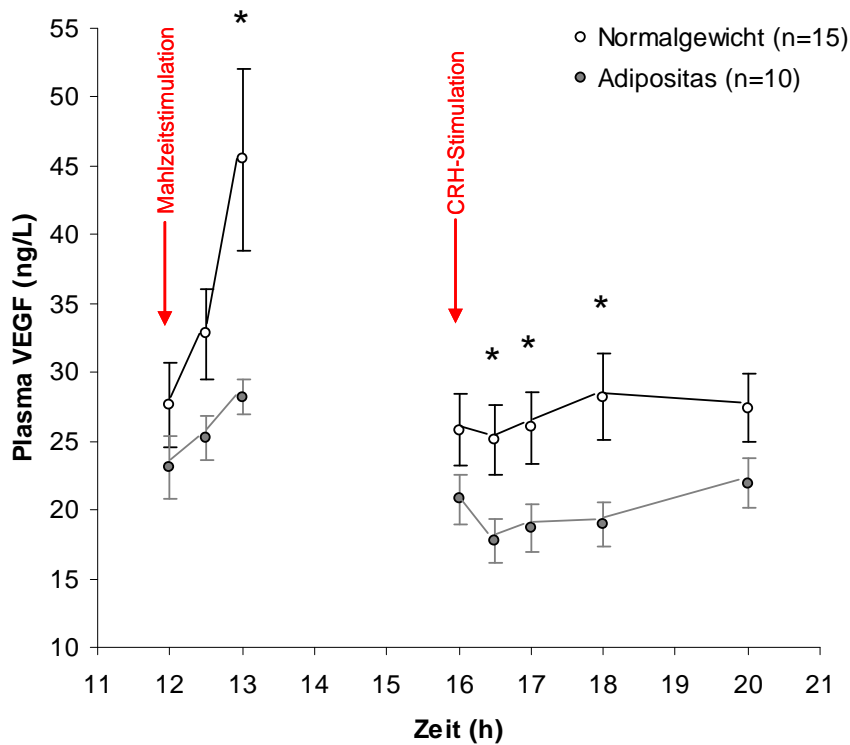 Normalgewicht (n=15)
Adipositas (n=10)
Mahlzeitstimulation
CRH-Stimulation
*
*
*
*
Plasma VEGF (ng/L)
55
50
45
40
35
30
25
20
15
10
11 12 13 14 15 16 17 18 19 20 21
Zeit (h)